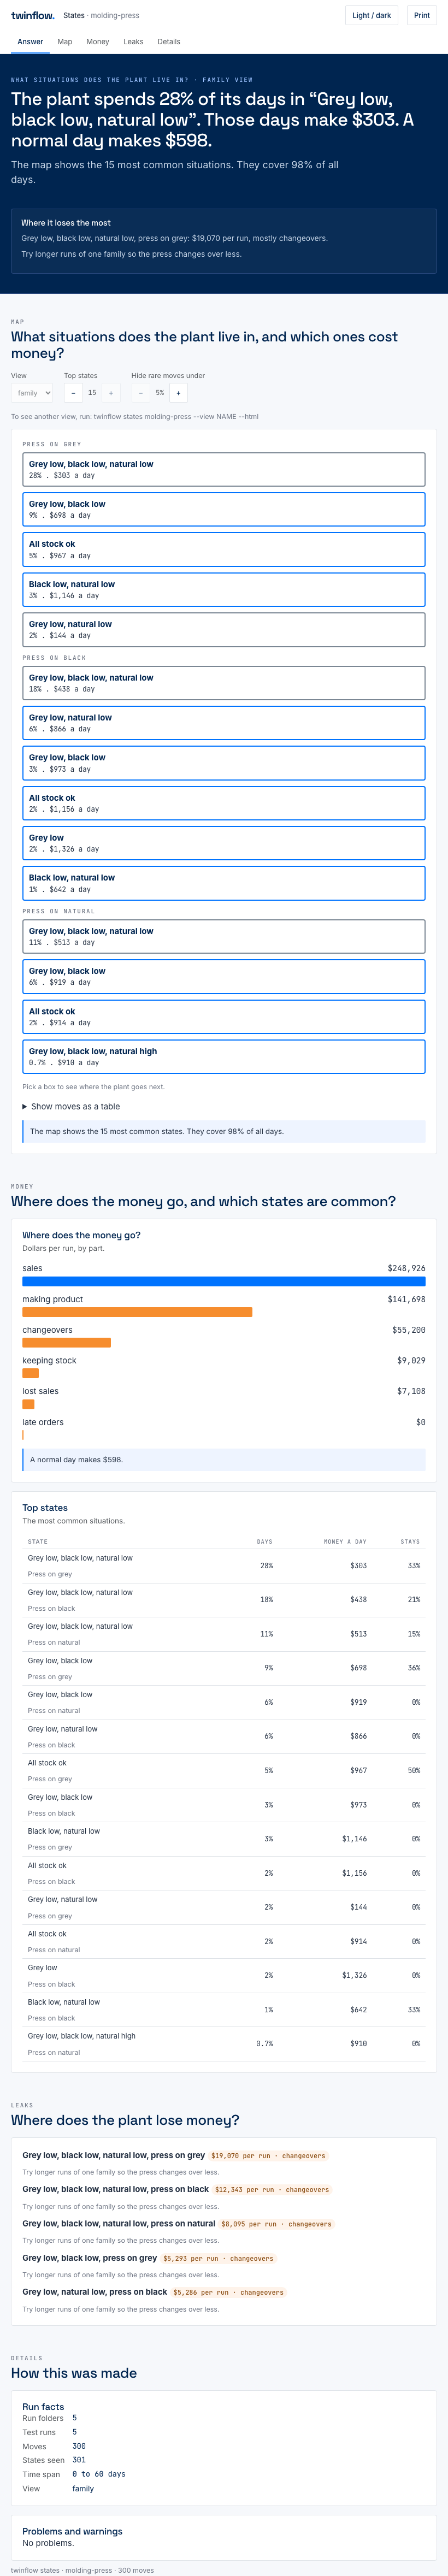 twinflow.
States · molding-press
Light / dark
Print
Answer
Map
Money
Leaks
Details
WHAT SITUATIONS DOES THE PLANT LIVE IN? · FAMILY VIEW
The plant spends 28% of its days in “Grey low,
black low, natural low”. Those days make $303. A
normal day makes $598.
The map shows the 15 most common situations. They cover 98% of all
days.
Where it loses the most
Grey low, black low, natural low, press on grey: $19,070 per run, mostly changeovers.
Try longer runs of one family so the press changes over less.
MAP
What situations does the plant live in, and which ones cost
money?
View
Top states
Hide rare moves under
family
−
15
+
−
5%
+
To see another view, run: twinflow states molding-press --view NAME --html
PRESS ON GREY
Grey low, black low, natural low
28% . $303 a day
Grey low, black low
9% . $698 a day
All stock ok
5% . $967 a day
Black low, natural low
3% . $1,146 a day
Grey low, natural low
2% . $144 a day
PRESS ON BLACK
Grey low, black low, natural low
18% . $438 a day
Grey low, natural low
6% . $866 a day
Grey low, black low
3% . $973 a day
All stock ok
2% . $1,156 a day
Grey low
2% . $1,326 a day
Black low, natural low
1% . $642 a day
PRESS ON NATURAL
Grey low, black low, natural low
11% . $513 a day
Grey low, black low
6% . $919 a day
All stock ok
2% . $914 a day
Grey low, black low, natural high
0.7% . $910 a day
Pick a box to see where the plant goes next.
Show moves as a table
The map shows the 15 most common states. They cover 98% of all days.
MONEY
Where does the money go, and which states are common?
Where does the money go?
Dollars per run, by part.
sales $248,926
making product $141,698
changeovers $55,200
keeping stock $9,029
lost sales $7,108
late orders $0
A normal day makes $598.
Top states
The most common situations.
STATE DAYS MONEY A DAY STAYS
Grey low, black low, natural low
Press on grey
28% $303 33%
Grey low, black low, natural low
Press on black
18% $438 21%
Grey low, black low, natural low
Press on natural
11% $513 15%
Grey low, black low
Press on grey
9% $698 36%
Grey low, black low
Press on natural
6% $919 0%
Grey low, natural low
Press on black
6% $866 0%
All stock ok
Press on grey
5% $967 50%
Grey low, black low
Press on black
3% $973 0%
Black low, natural low
Press on grey
3% $1,146 0%
All stock ok
Press on black
2% $1,156 0%
Grey low, natural low
Press on grey
2% $144 0%
All stock ok
Press on natural
2% $914 0%
Grey low
Press on black
2% $1,326 0%
Black low, natural low
Press on black
1% $642 33%
Grey low, black low, natural high
Press on natural
0.7% $910 0%
LEAKS
Where does the plant lose money?
Grey low, black low, natural low, press on grey $19,070 per run · changeovers
Try longer runs of one family so the press changes over less.
Grey low, black low, natural low, press on black $12,343 per run · changeovers
Try longer runs of one family so the press changes over less.
Grey low, black low, natural low, press on natural $8,095 per run · changeovers
Try longer runs of one family so the press changes over less.
Grey low, black low, press on grey $5,293 per run · changeovers
Try longer runs of one family so the press changes over less.
Grey low, natural low, press on black $5,286 per run · changeovers
Try longer runs of one family so the press changes over less.
DETAILS
How this was made
Run facts
Run folders 5
Test runs 5
Moves 300
States seen 301
Time span 0 to 60 days
View family
Problems and warnings
No problems.
twinflow states · molding-press · 300 moves